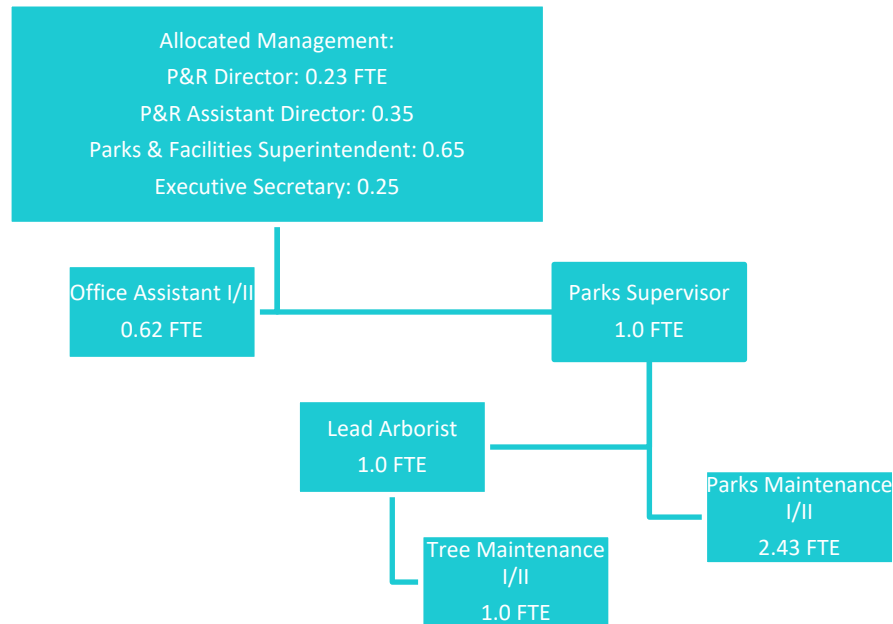 Allocated Management:
P&R Director: 0.23 FTE
P&R Assistant Director: 0.35
Parks & Facilities Superintendent: 0.65
Executive Secretary: 0.25
Office Assistant I/II
0.62 FTE
Parks Supervisor
1.0 FTE
Lead Arborist
1.0 FTE
Parks Maintenance
I/II
2.43 FTE
Tree Maintenance
I/II
1.0 FTE